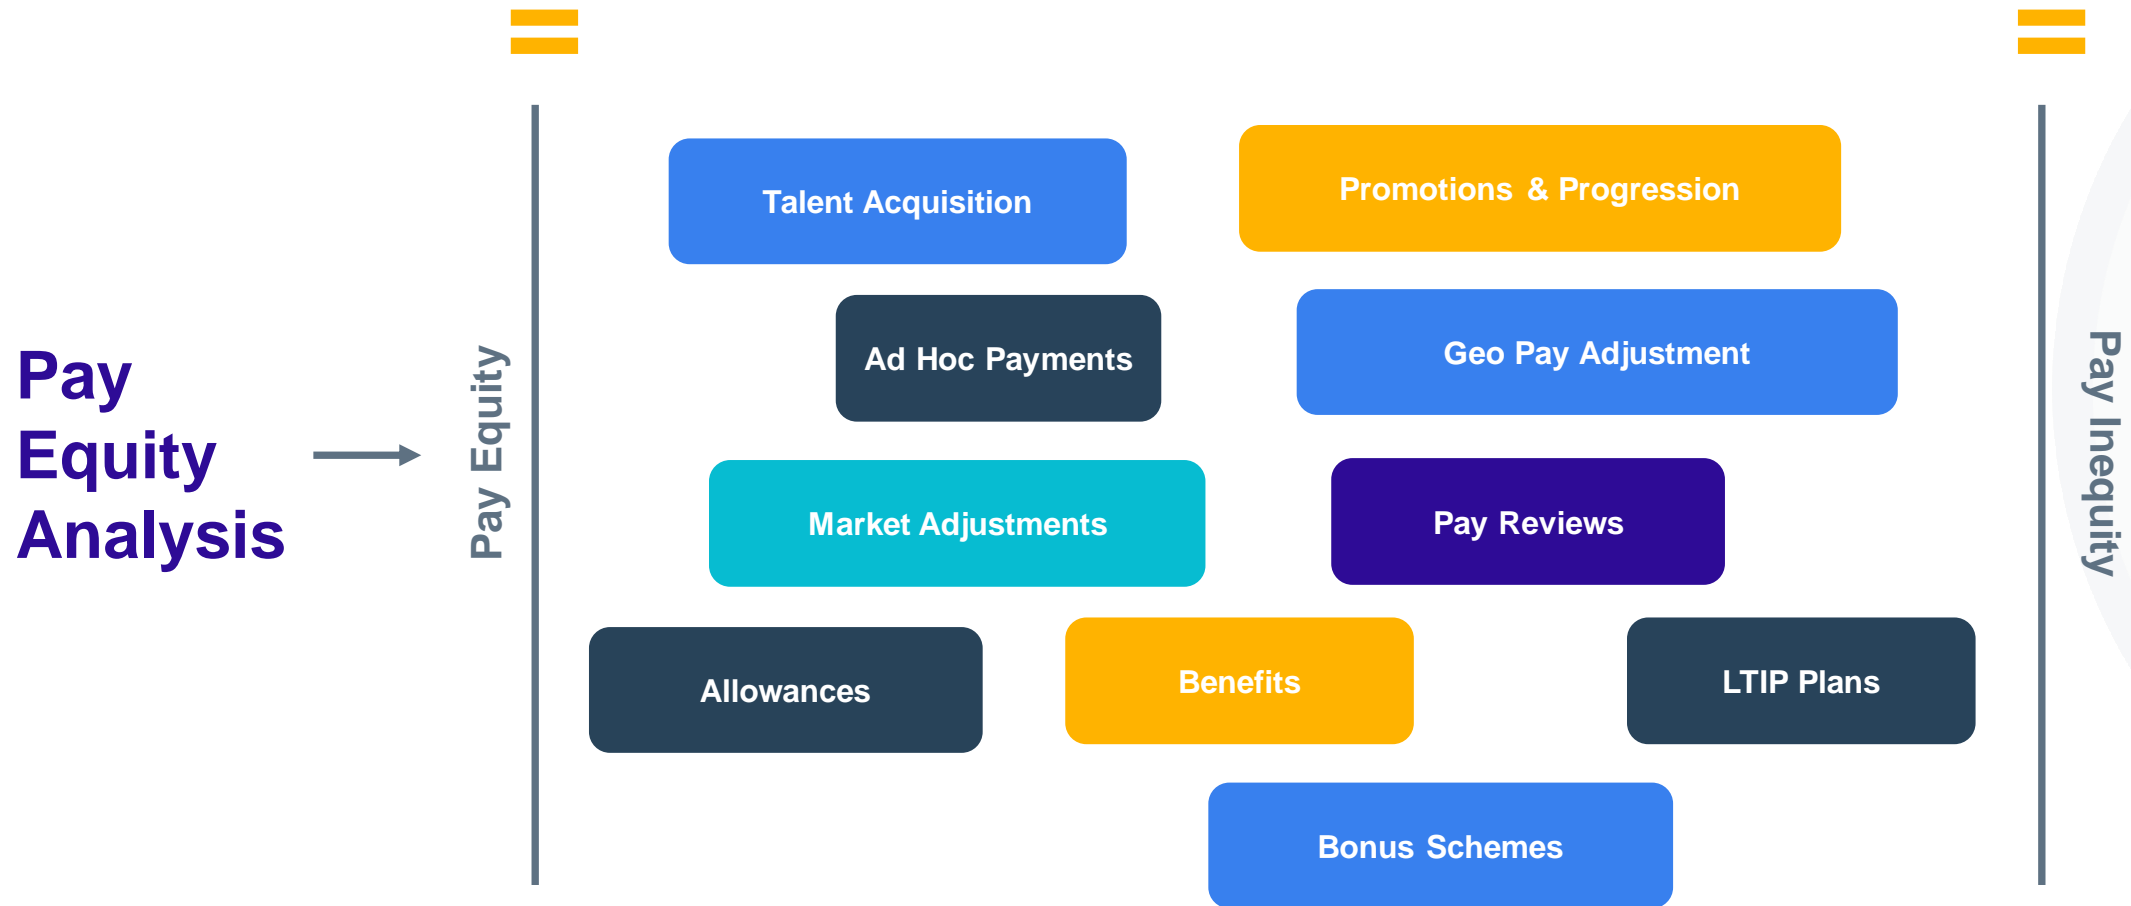 Pay
Equity
Analysis
Pay Equity
Talent Acquisition
Promotions & Progression
Ad Hoc Payments
Geo Pay Adjustment
Market Adjustments
Pay Reviews
Allowances
Benefits
LTIP Plans
Bonus Schemes
Pay Inequity